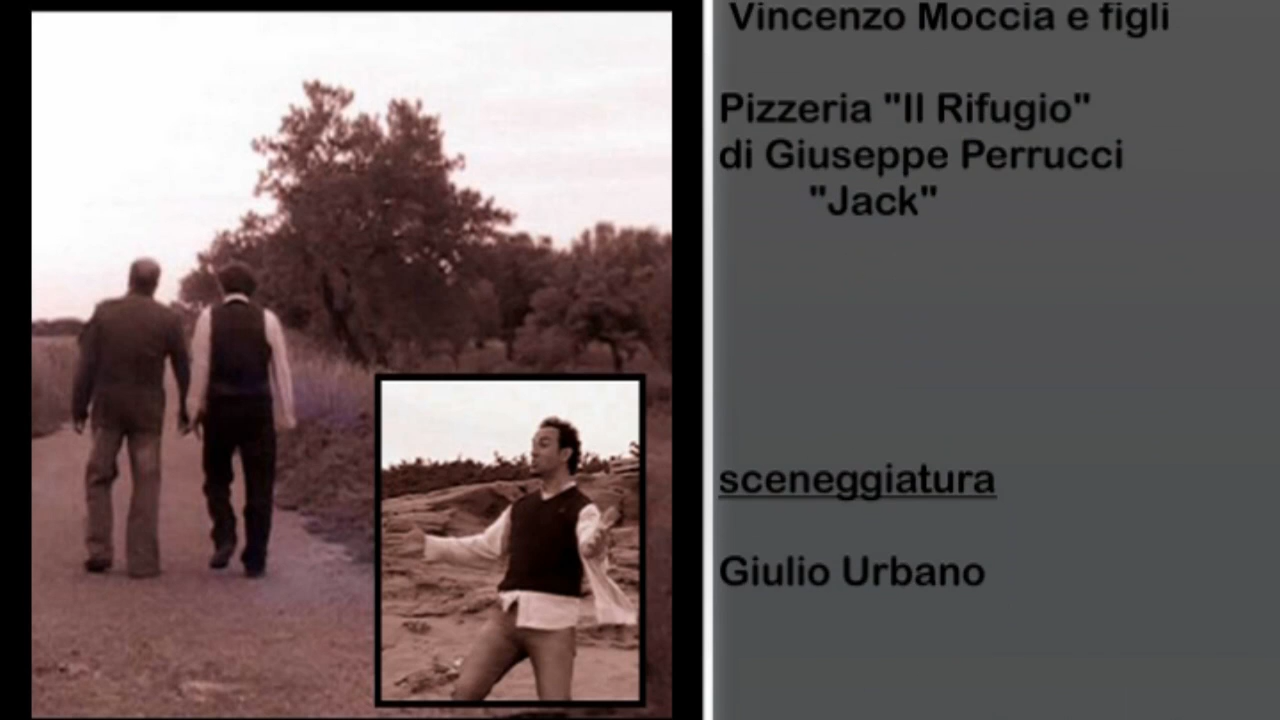 Vincenzo Moccia e figli
Pizzeria "Il Rifugio"
di Giuseppe Perrucci
"Jack"
sceneggiatura
Giulio Urbano